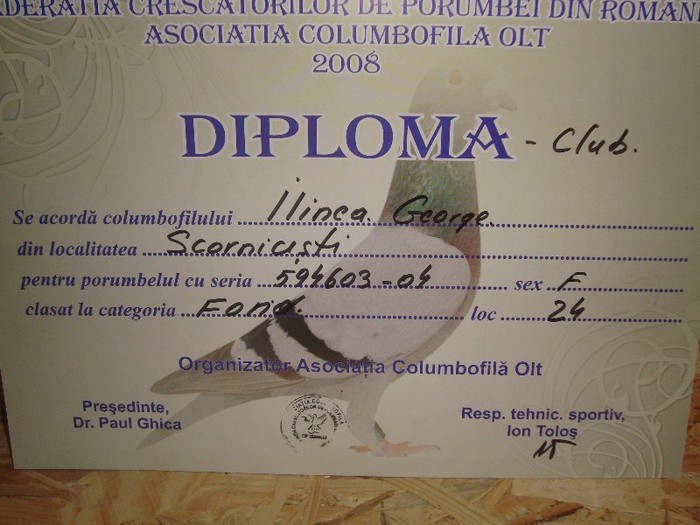 FEDERATIA CRESCATORILOR DE PORUMBEI DIN ROMANI
ASOCIATIA COLUMBOFILA OLT
2008
DIPLOMA - Club.
Se acordă columbofilului Ilinca George
din localitatea Scornicești
pentru porumbelul cu seria 594603-04 sex F
clasat la categoria Fond. loc 24
Organizator Asociația Columbofilă Olt
Președinte,
Dr. Paul Ghica
Resp. tehnic. sportiv,
Ion Toloș